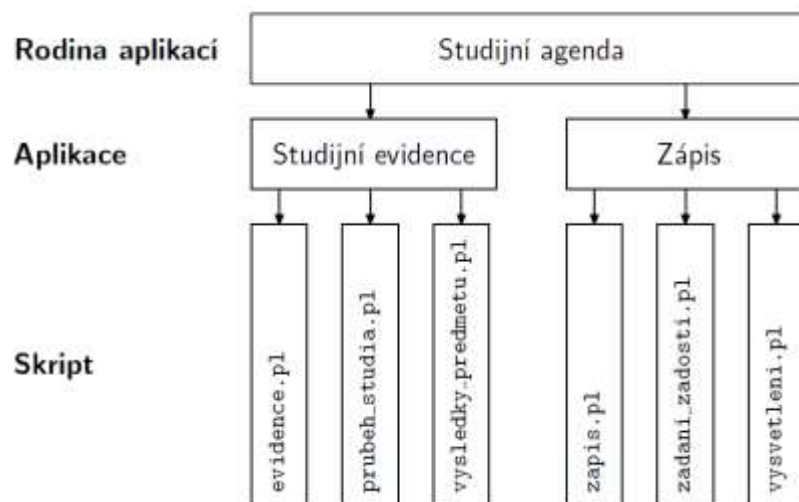 Rodina aplikací
Studijní agenda
Aplikace
Studijní evidence
Zápis
Skript
evidence.pl
prubeh_studia.pl
vysledky_predmetu.pl
zapis.pl
zadani_zadosti.pl
vysvetleni.pl